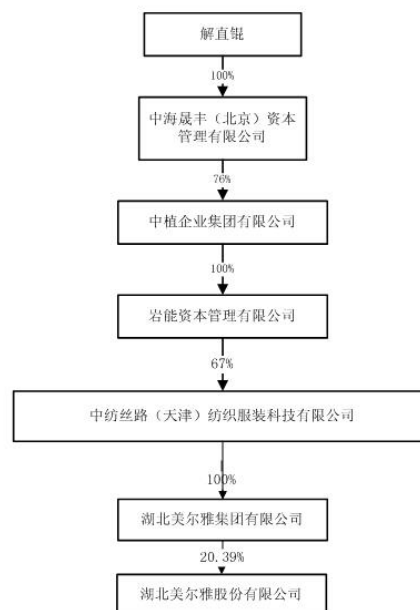 解直锟
100%
中海晟丰（北京）资本
管理有限公司
76%
中植企业集团有限公司
100%
岩能资本管理有限公司
67%
中纺丝路（天津）纺织服装科技有限公司
100%
湖北美尔雅集团有限公司
20.39%
湖北美尔雅股份有限公司